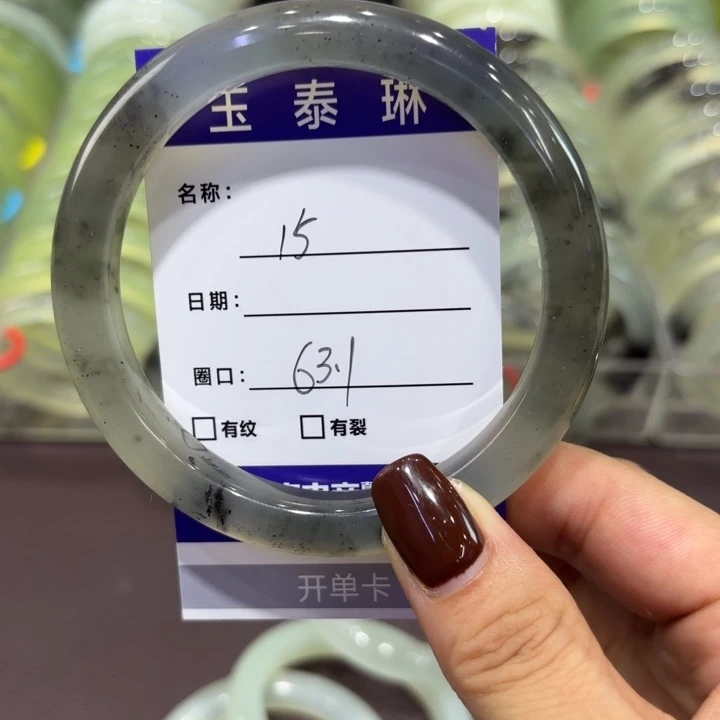 玉泰琳
名称: 15
日期:
圈口: 63.1
□有纹 □有裂
开单卡